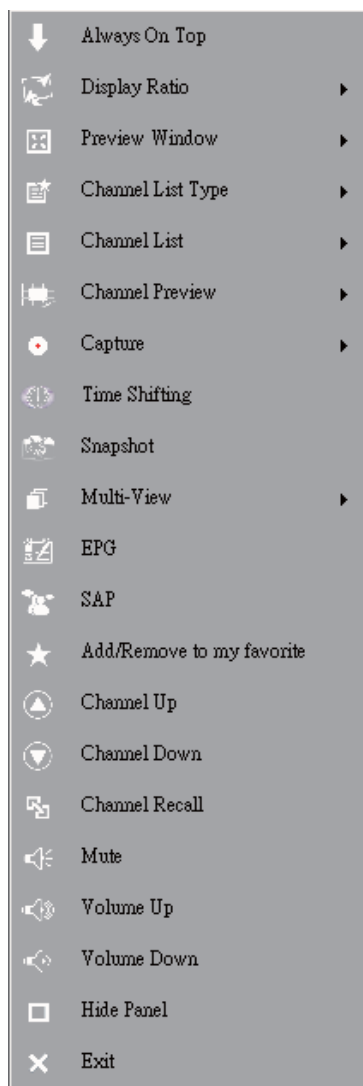 Always On Top
Display Ratio
Preview Window
Channel List Type
Channel List
Channel Preview
Capture
Time Shifting
Snapshot
Multi-View
EPG
SAP
Add/Remove to my favorite
Channel Up
Channel Down
Channel Recall
Mute
Volume Up
Volume Down
Hide Panel
Exit